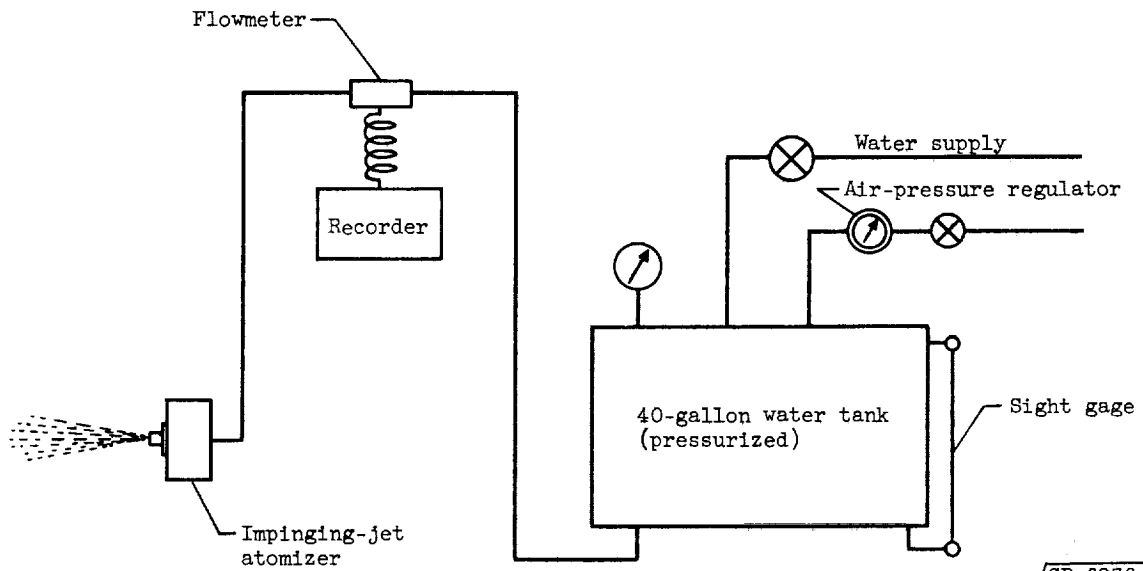 Flowmeter
Water supply
Air-pressure regulator
Recorder
40-gallon water tank
(pressurized)
Sight gage
Impinging-jet
atomizer